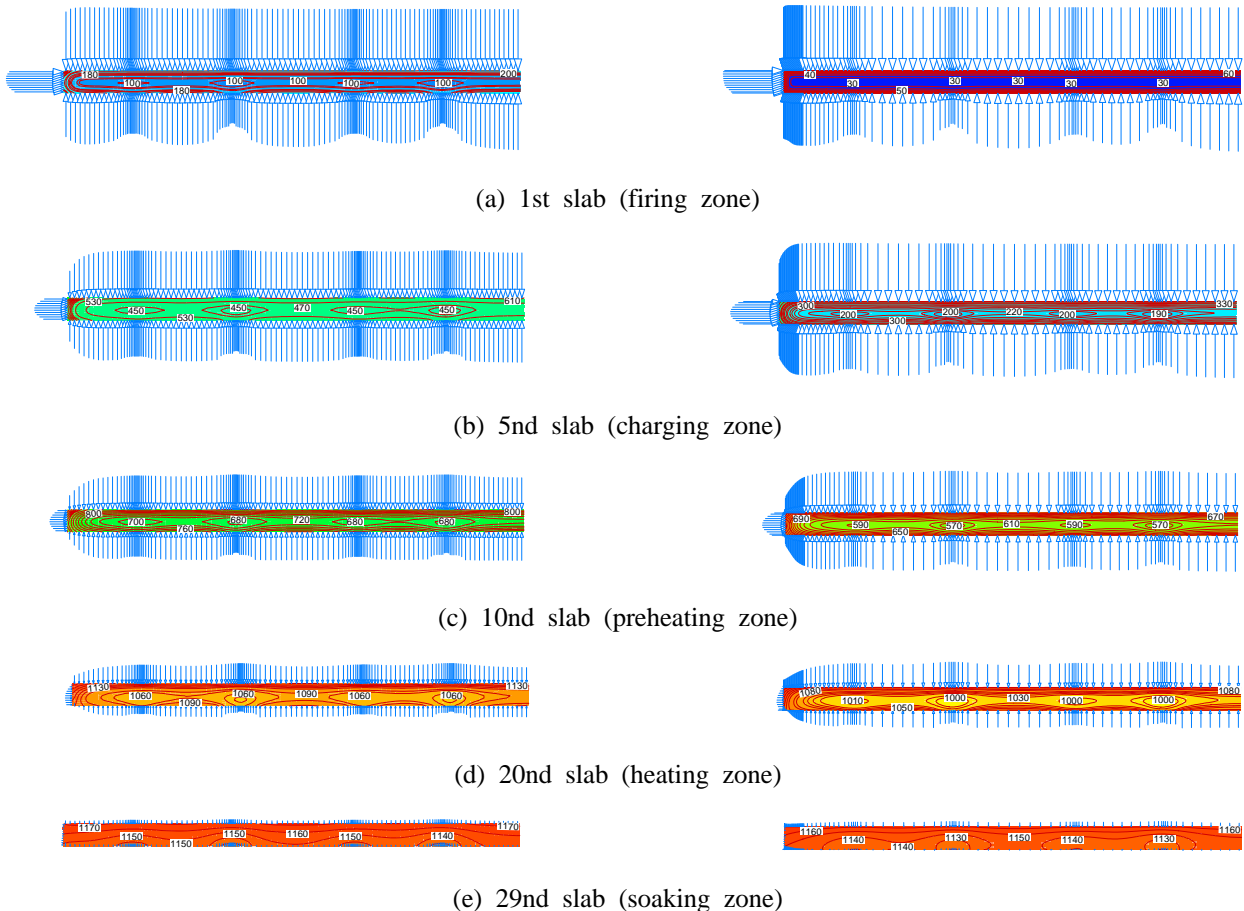 180 200
100 100 100 100 100
180
40 60
30 30 30 30 30
50
(a) 1st slab (firing zone)
530 610
450 450 470 450 450
530
300 330
200 200 220 200 190
300
(b) 5nd slab (charging zone)
800 800
700 680 720 680 680
760
690 670
590 570 610 590 570
650
(c) 10nd slab (preheating zone)
1130 1130
1060 1060 1090 1060 1060
1090
1080 1080
1010 1000 1030 1000 1000
1050
(d) 20nd slab (heating zone)
1170 1170
1150 1150 1160 1150 1140
1150
1160 1160
1140 1130 1150 1140 1130
1140
(e) 29nd slab (soaking zone)